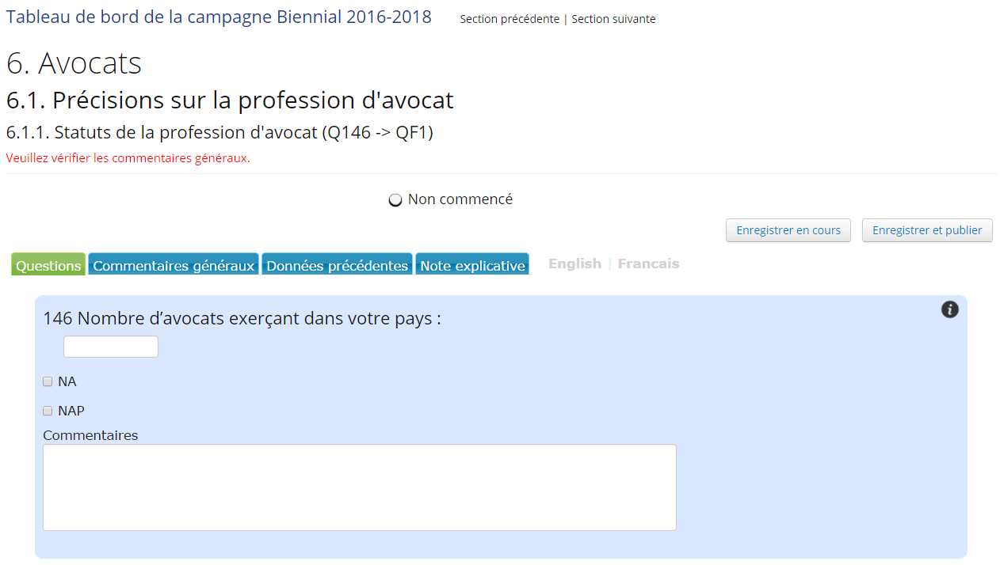 Tableau de bord de la campagne Biennial 2016-2018 Section précédente | Section suivante
6. Avocats
6.1. Précisions sur la profession d'avocat
6.1.1. Statuts de la profession d'avocat (Q146 -> QF1)
Veuillez vérifier les commentaires généraux.
Non commencé
Enregistrer en cours Enregistrer et publier
Questions Commentaires généraux Données précédentes Note explicative English | Francais
146 Nombre d’avocats exerçant dans votre pays :
NA
NAP
Commentaires